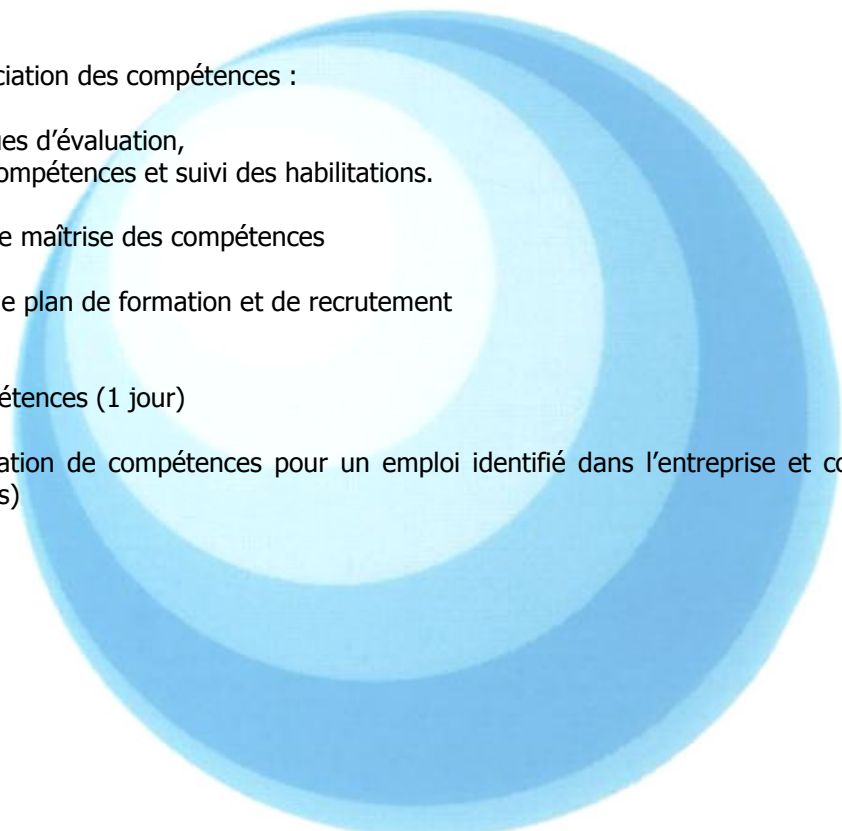 ciation des compétences :
ues d’évaluation,
ompétences et suivi des habilitations.
e maîtrise des compétences
e plan de formation et de recrutement
étences (1 jour)
ation de compétences pour un emploi identifié dans l’entreprise et co
s)